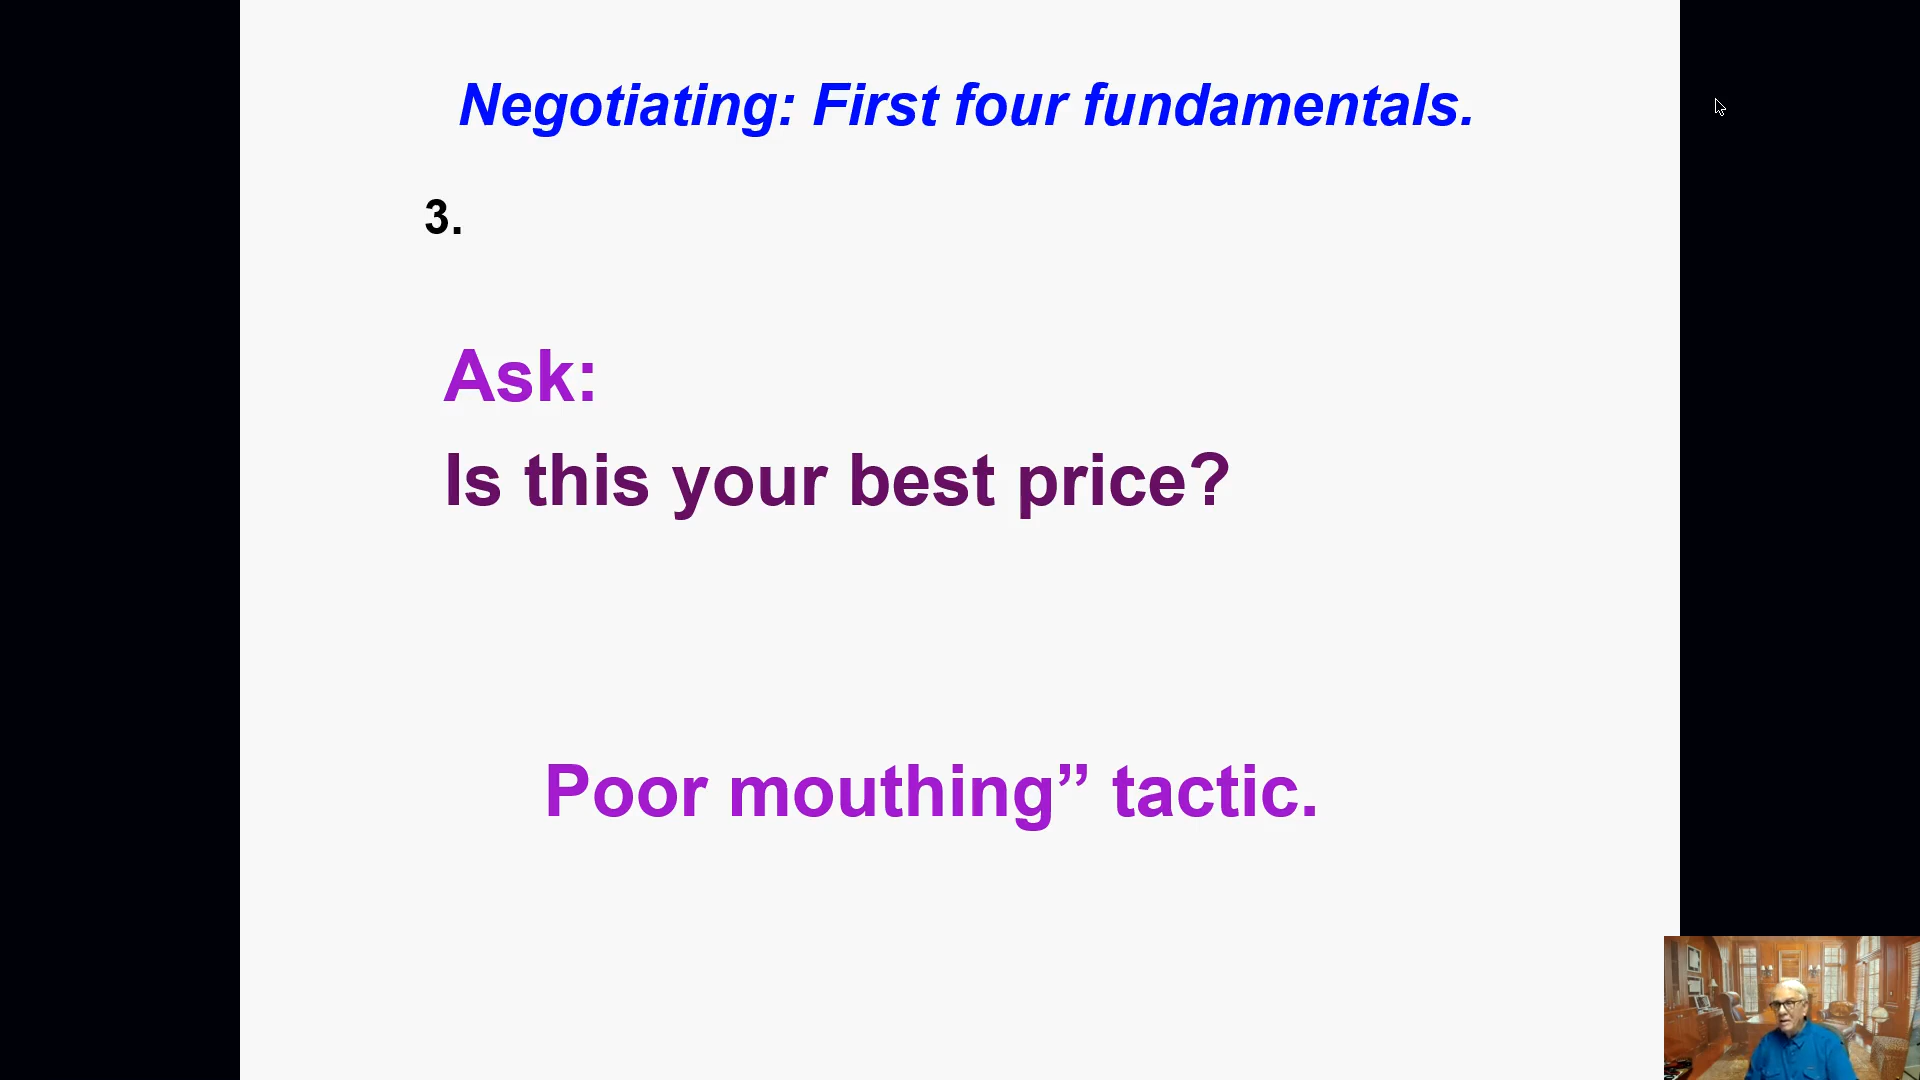 Negotiating: First four fundamentals.
3.
Ask:
Is this your best price?
Poor mouthing” tactic.